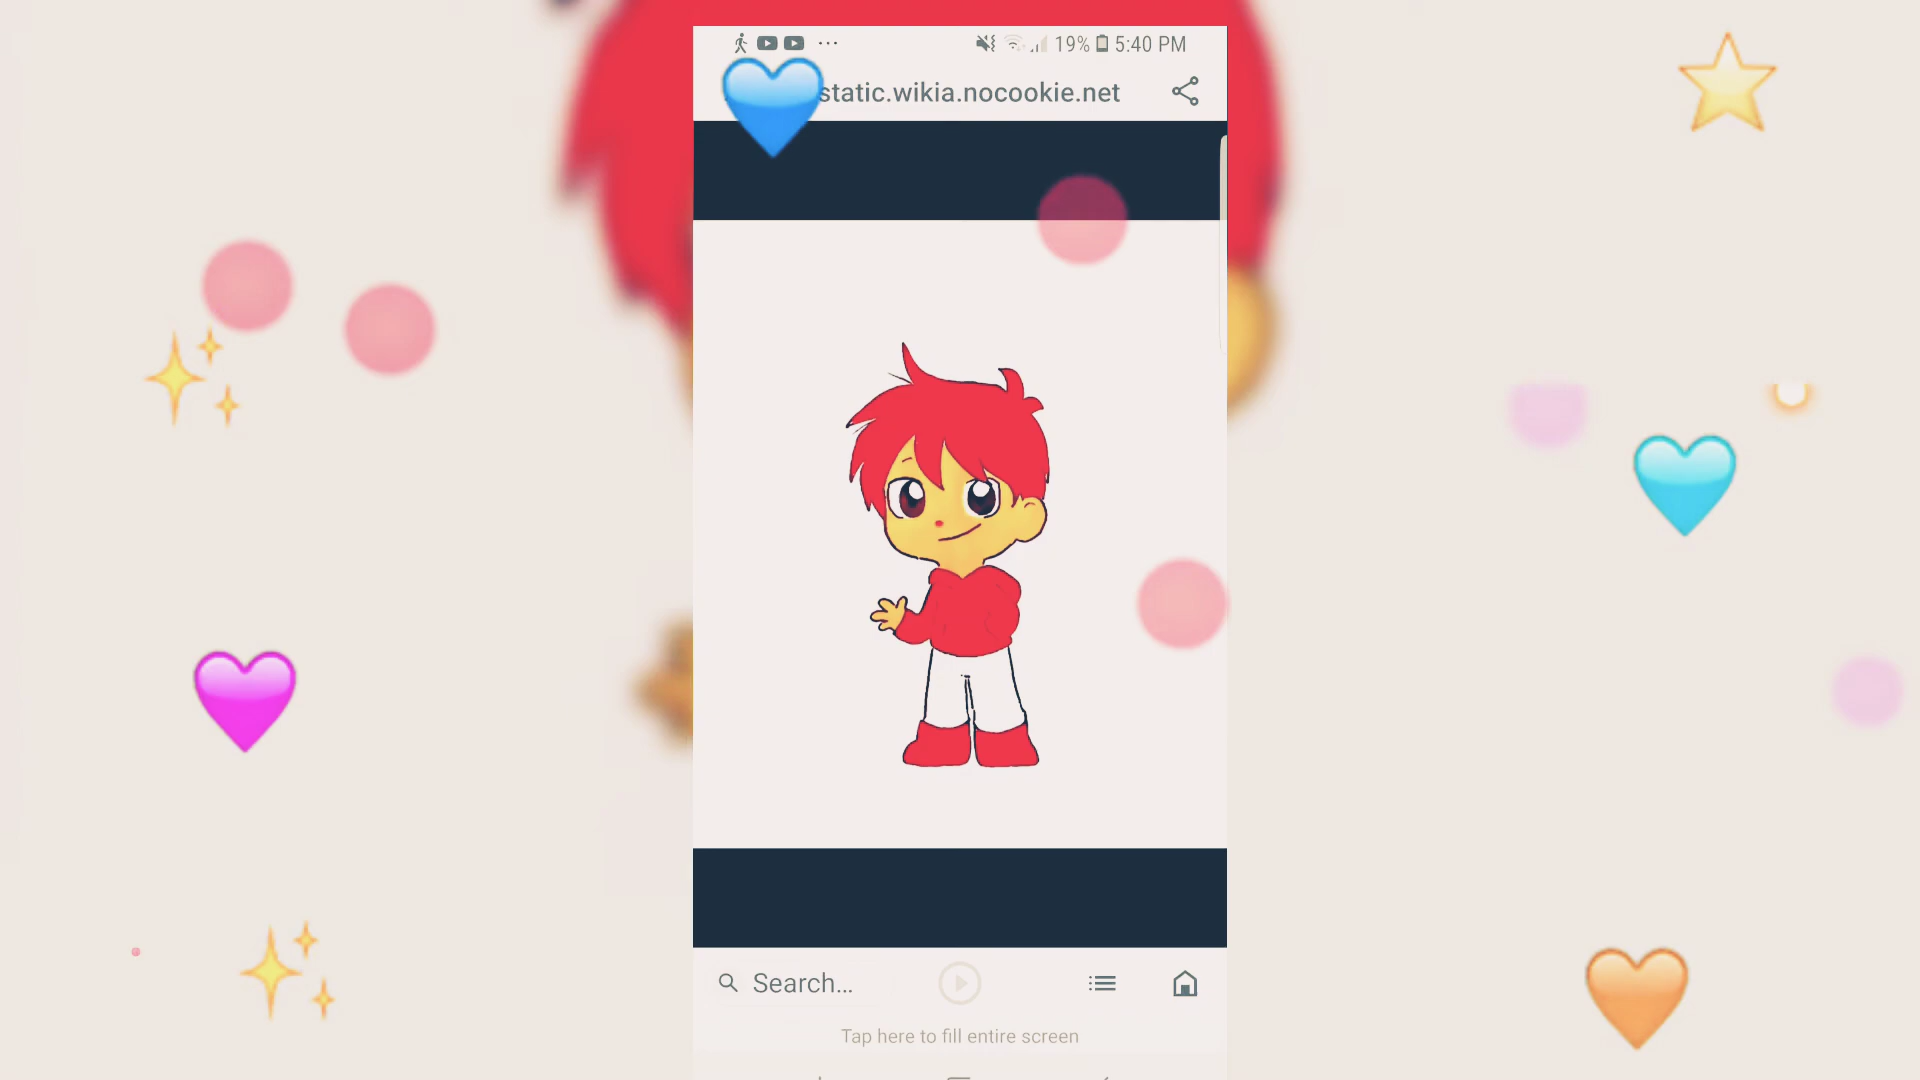 19% 5:40 PM
static.wikia.nocookie.net
Search...
Tap here to fill entire screen